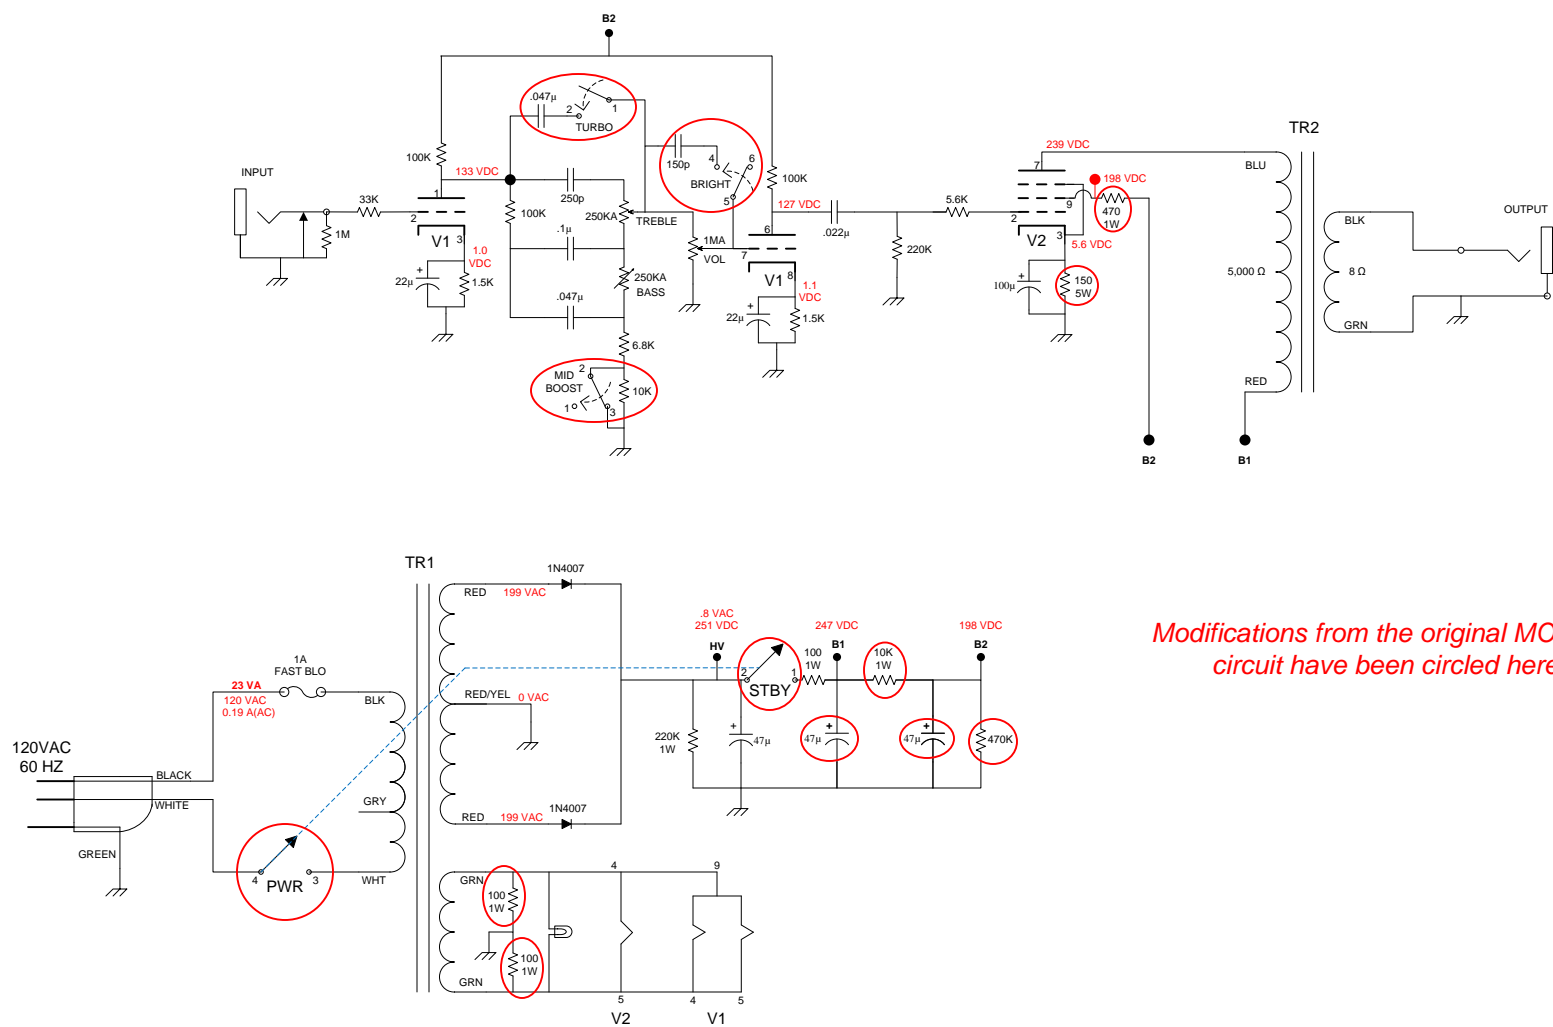 B2
.047µ
2
1
TURBO
100K
133 VDC
150p
4
6
BRIGHT
5
100K
INPUT
33K
1M
1
2
V1
3
1.0
VDC
22µ
+
1.5K
100K
250p
250KA
TREBLE
.1µ
250KA
BASS
.047µ
6.8K
MID
BOOST
2
1
3
10K
1MA
VOL
127 VDC
6
7
V1
8
1.1
VDC
22µ
+
1.5K
.022µ
220K
5.6K
239 VDC
7
198 VDC
9
470
1W
2
V2
3
5.6 VDC
100µ
+
150
5W
B2
B1
TR2
BLU
5,000 Ω
RED
BLK
8 Ω
GRN
OUTPUT
TR1
1N4007
RED
199 VAC
RED/YEL
0 VAC
RED
199 VAC
1N4007
1A
FAST BLO
23 VA
120 VAC
0.19 A(AC)
BLK
GRY
WHT
120VAC
60 HZ
BLACK
WHITE
GREEN
4
PWR
3
.8 VAC
251 VDC
HV
2
STBY
1
100
1W
247 VDC
B1
10K
1W
198 VDC
B2
220K
1W
+
47µ
+
47µ
+
47µ
470K
GRN
100
1W
100
1W
GRN
4
9
5
4
5
V2
V1
Modifications from the original MO
circuit have been circled here